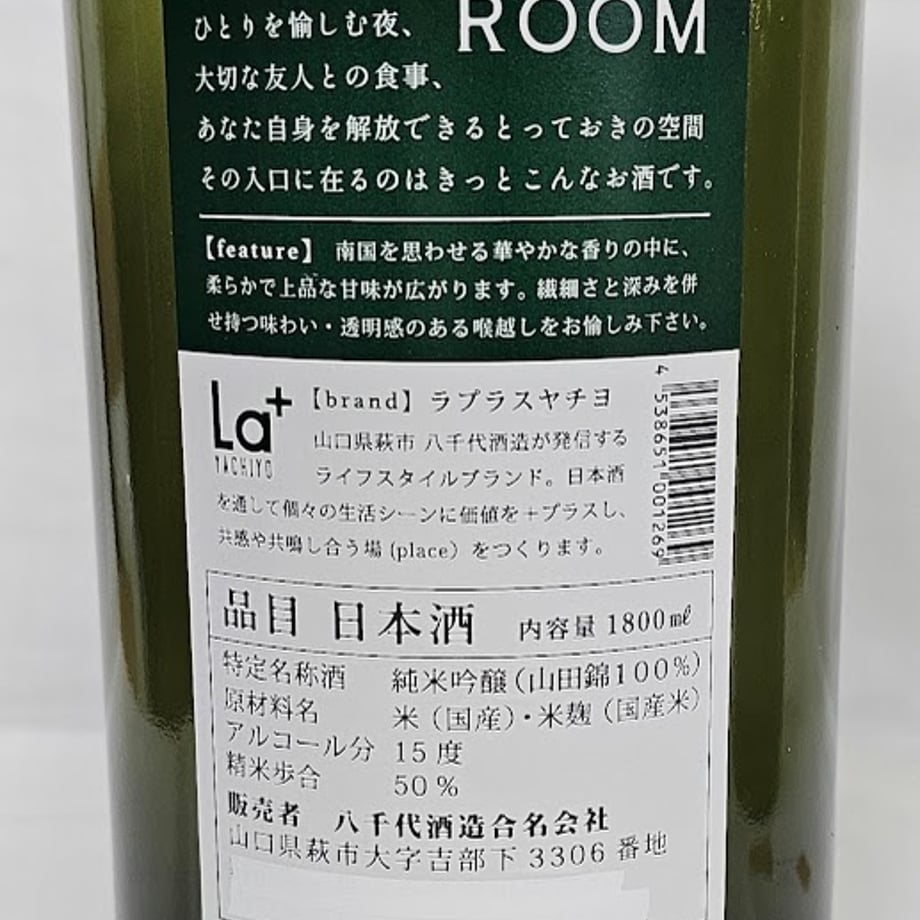 ROOM
ひとりを愉しむ夜、
大切な友人との食事、
あなた自身を解放できるとっておきの空間
その入口に在るのはきっとこんなお酒です。
【feature】 南国を思わせる華やかな香りの中に、
柔らかで上品な甘味が広がります。繊細さと深みを併
せ持つ味わい・透明感のある喉越しをお愉しみ下さい。
La+
YACHIYO
【brand】 ラプラスヤチヨ
山口県萩市 八千代酒造が発信する
ライフスタイルブランド。日本酒
を通して個々の生活シーンに価値を＋プラスし、
共感や共鳴し合う場 (place) をつくります。
4 538651 001269
品目 日本酒 内容量 1800㎖
特定名称酒 純米吟醸（山田錦100％）
原材料名 米（国産）・米麹（国産米）
アルコール分 15度
精米歩合 50％
販売者 八千代酒造合名会社
山口県萩市大字吉部下3306番地